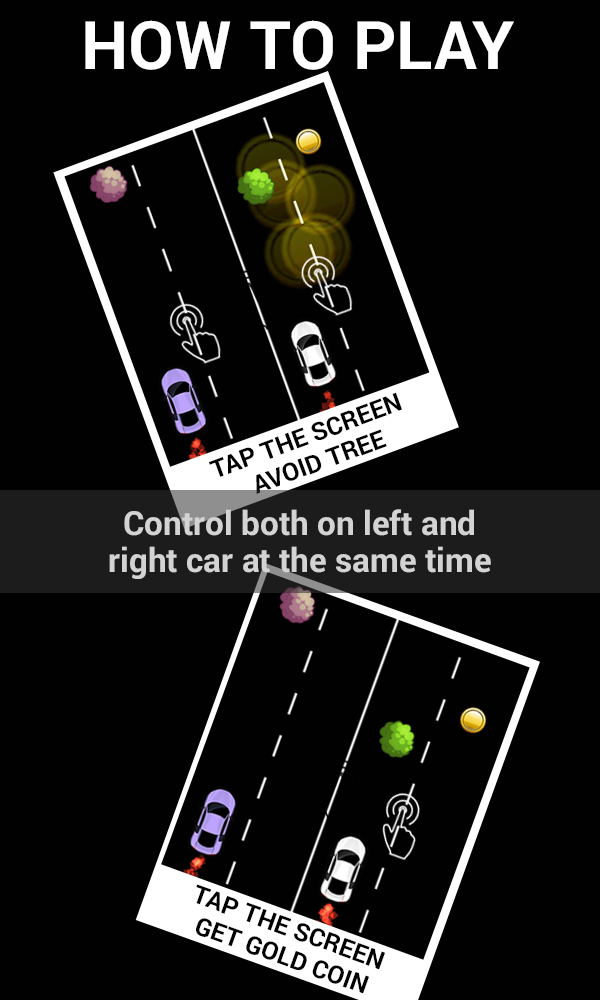 HOW TO PLAY
TAP THE SCREEN
AVOID TREE
Control both on left and
right car at the same time
TAP THE SCREEN
GET GOLD COIN